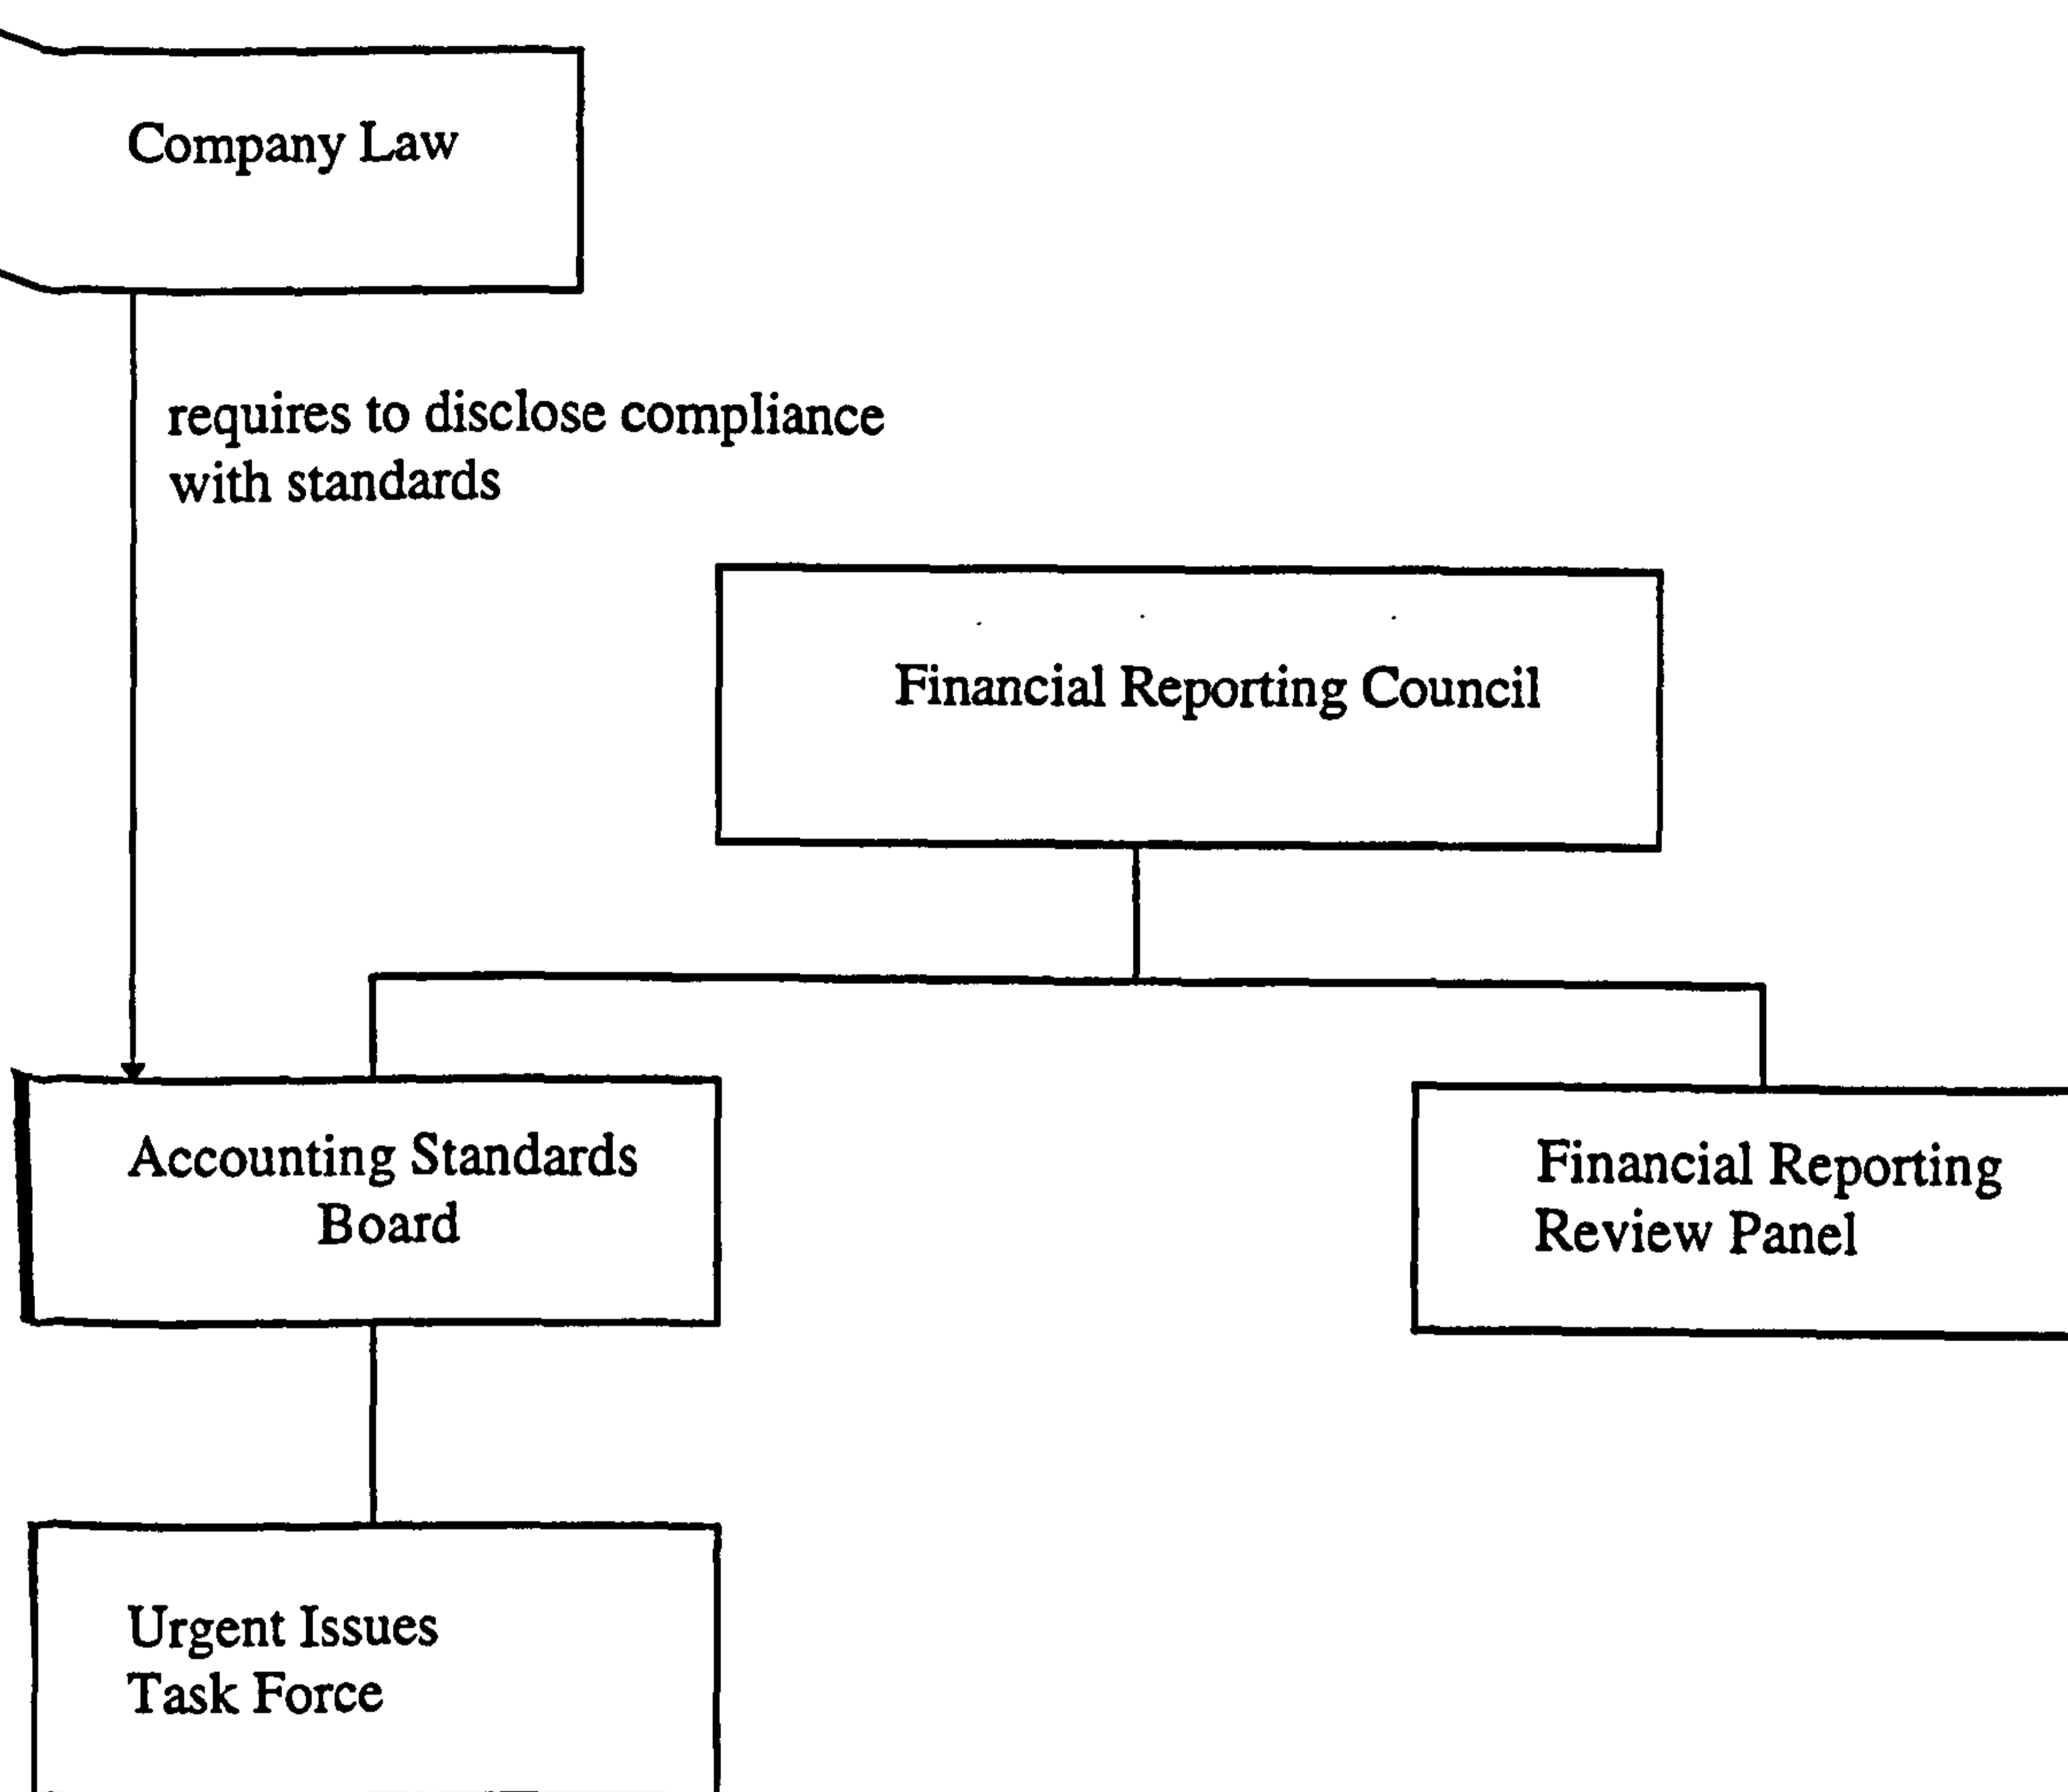 Company Law
requires to disclose compliance
with standards
Financial Reporting Council
Accounting Standards
Board
Financial Reporting
Review Panel
Urgent Issues
Task Force